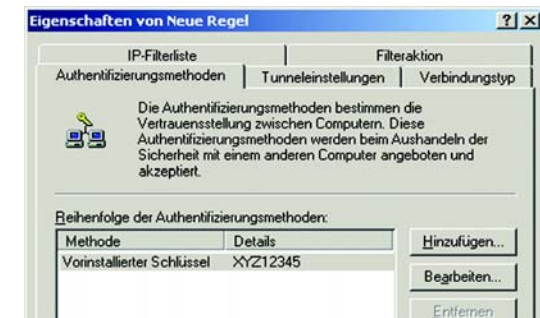 Eigenschaften von Neue Regel
IP-Filterliste Filteraktion
Authentifizierungsmethoden Tunneleinstellungen Verbindungstyp
Die Authentifizierungsmethoden bestimmen die
Vertrauensstellung zwischen Computern. Diese
Authentifizierungsmethoden werden beim Aushandeln der
Sicherheit mit einem anderen Computer angeboten und
akzeptiert.
Reihenfolge der Authentifizierungsmethoden:
Methode Details
Vorinstallierter Schlüssel XYZ12345
Hinzufügen...
Bearbeiten...
Entfernen